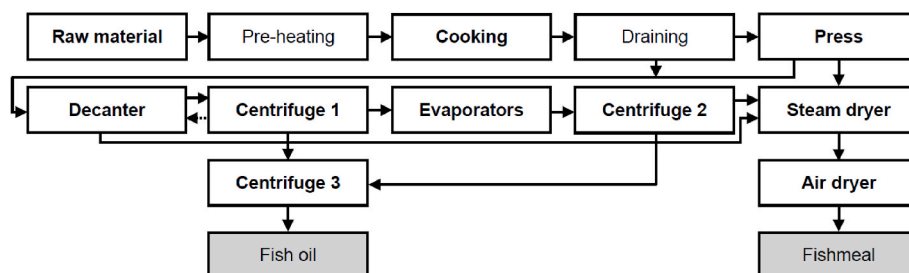 Raw material
Pre-heating
Cooking
Draining
Press
Decanter
Centrifuge 1
Evaporators
Centrifuge 2
Steam dryer
Centrifuge 3
Air dryer
Fish oil
Fishmeal